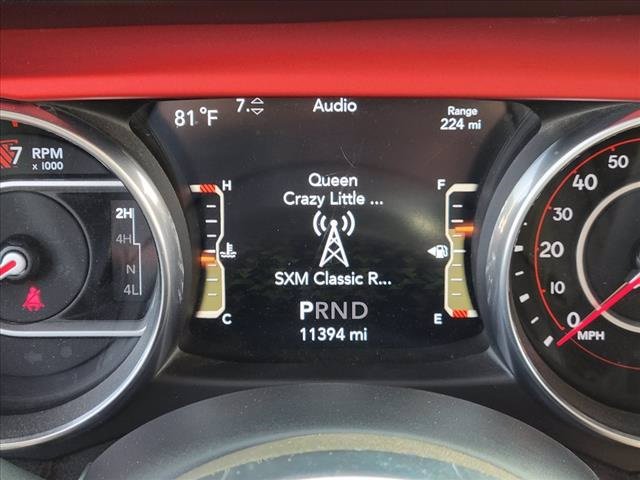 7. Audio
81°F
Range
224 mi
7 RPM
x 1000
2H
4H
N
4L
H
C
Queen
Crazy Little ...
SXM Classic R...
PRND
11394 mi
F
E
50
40
30
20
10
0
MPH